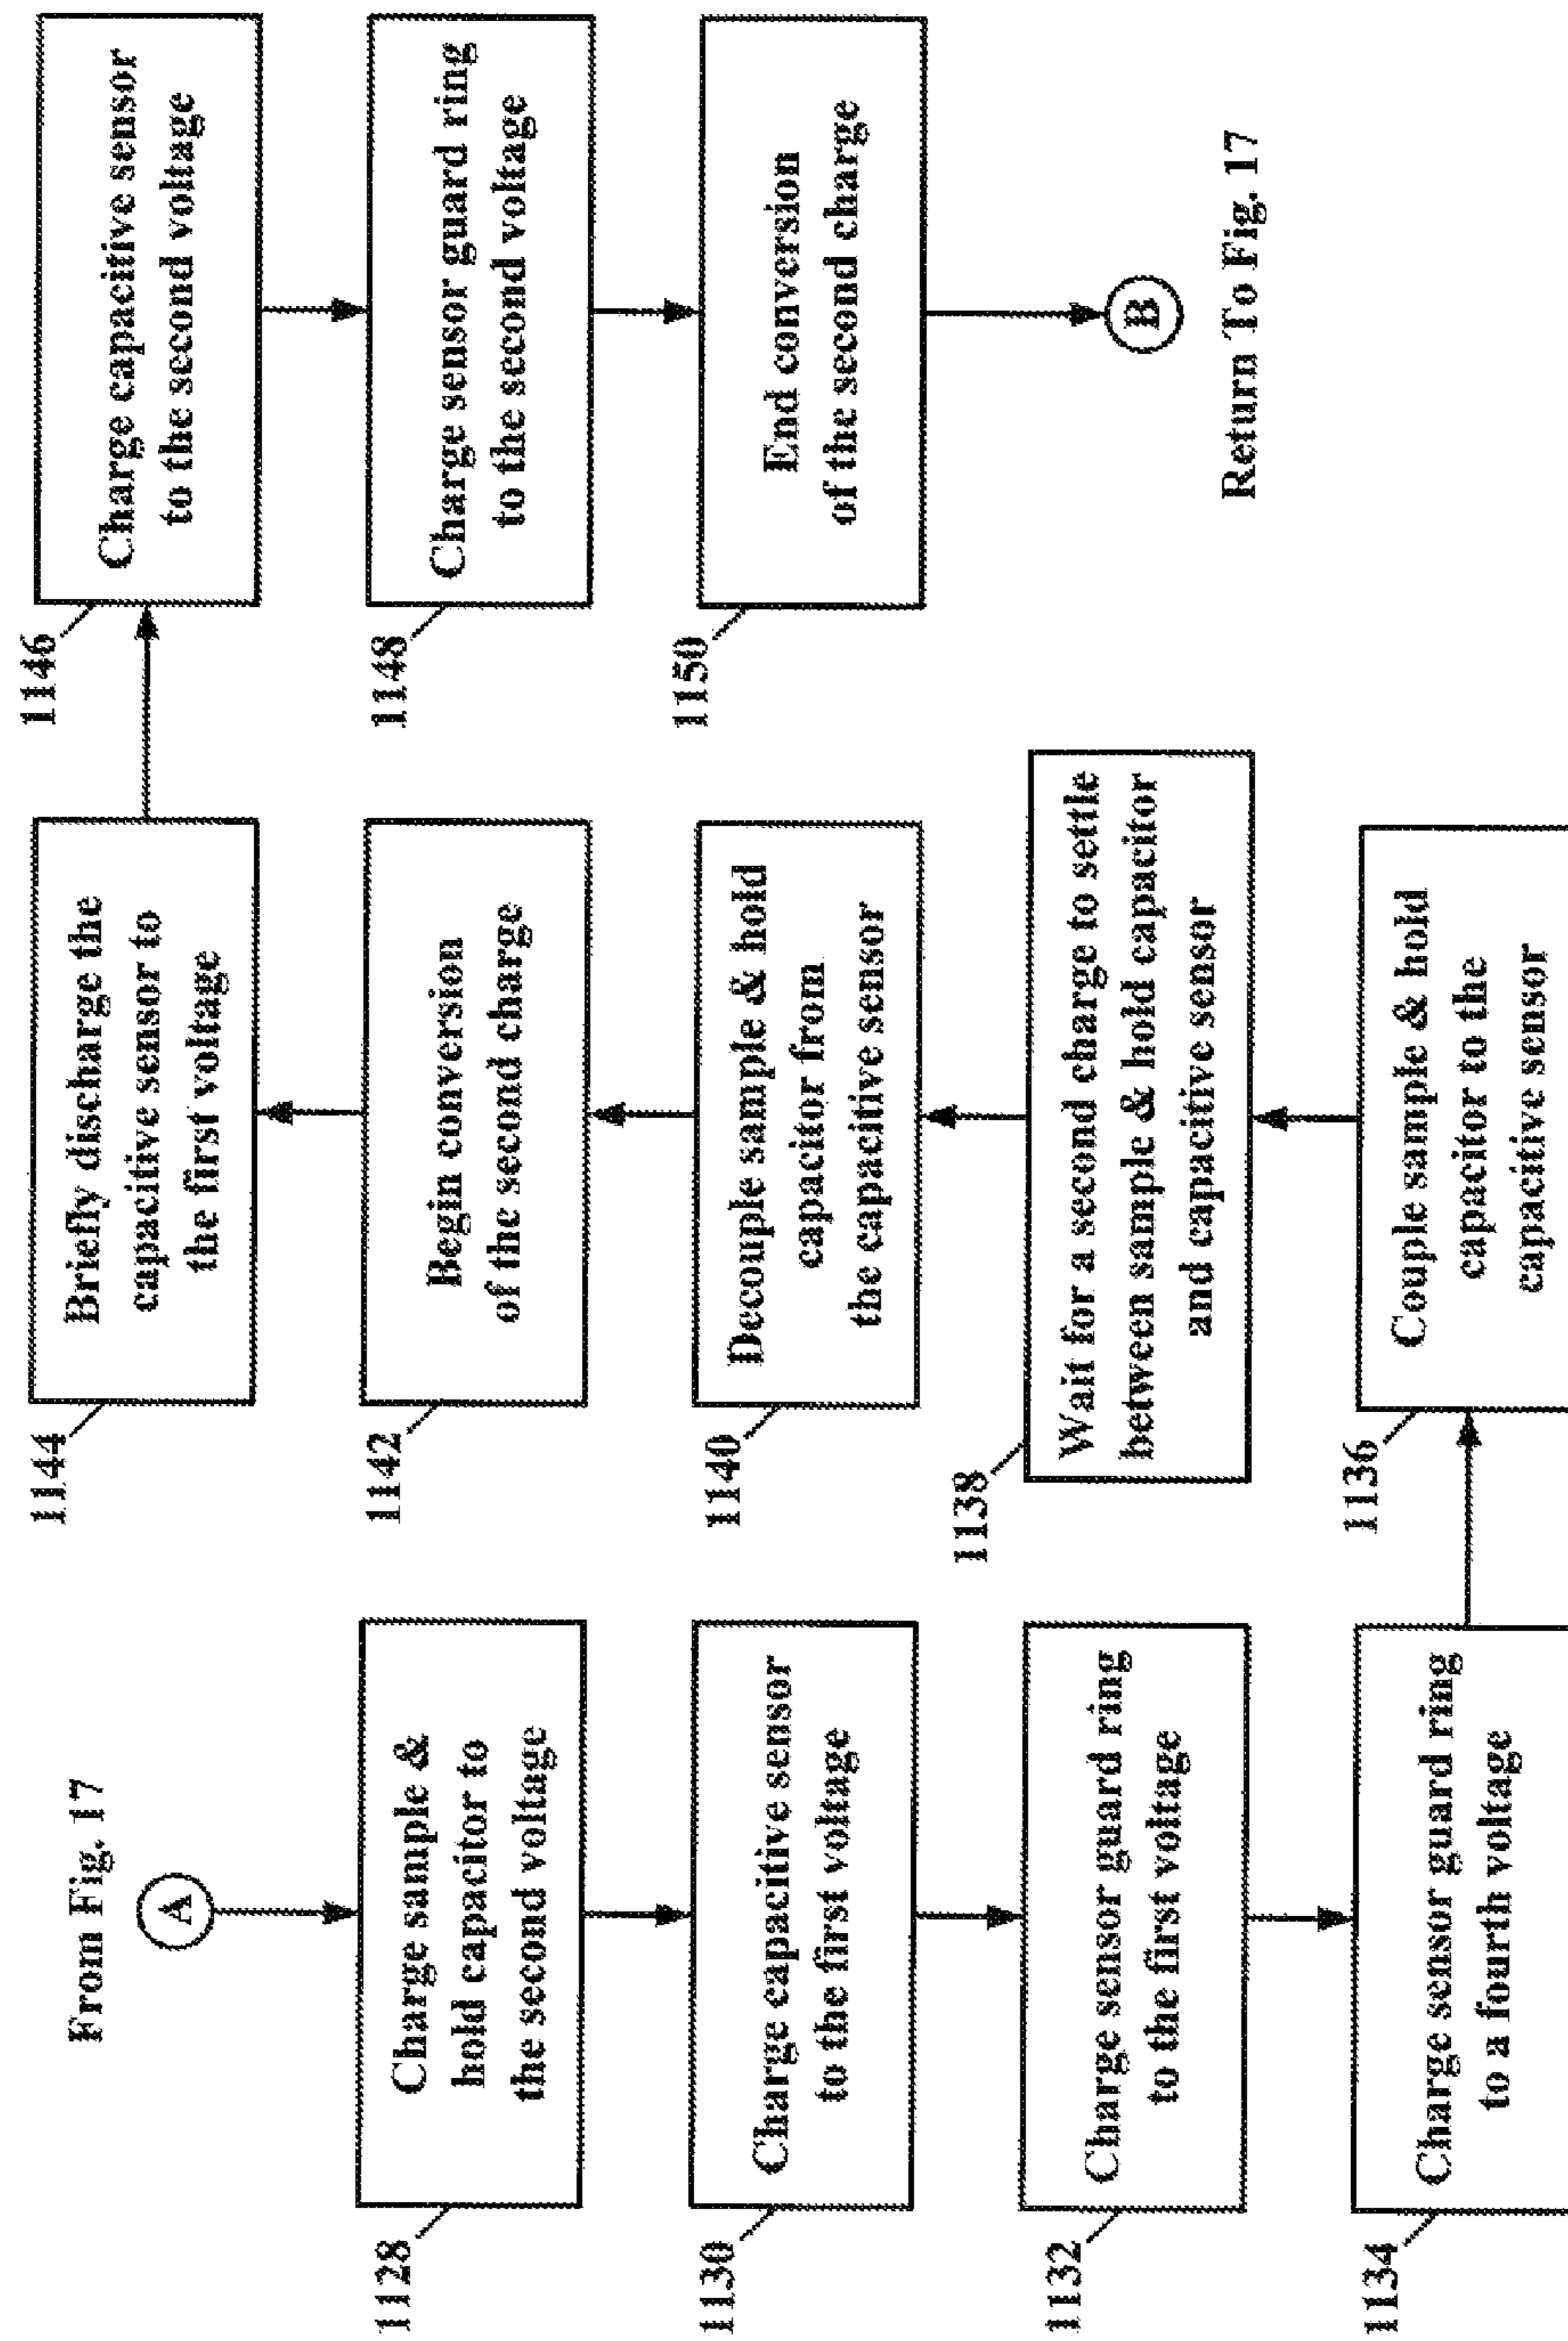 From Fig. 17
A
1128
Charge sample &
hold capacitor to
the second voltage
1130
Charge capacitive sensor
to the first voltage
1132
Charge sensor guard ring
to the first voltage
1134
Charge sensor guard ring
to a fourth voltage
1136
Couple sample & hold
capacitor to the
capacitive sensor
1138
Wait for a second charge to settle
between sample & hold capacitor
and capacitive sensor
1140
Decouple sample & hold
capacitor from
the capacitive sensor
1142
Begin conversion
of the second charge
1144
Briefly discharge the
capacitive sensor to
the first voltage
1146
Charge capacitive sensor
to the second voltage
1148
Charge sensor guard ring
to the second voltage
1150
End conversion
of the second charge
B
Return To Fig. 17